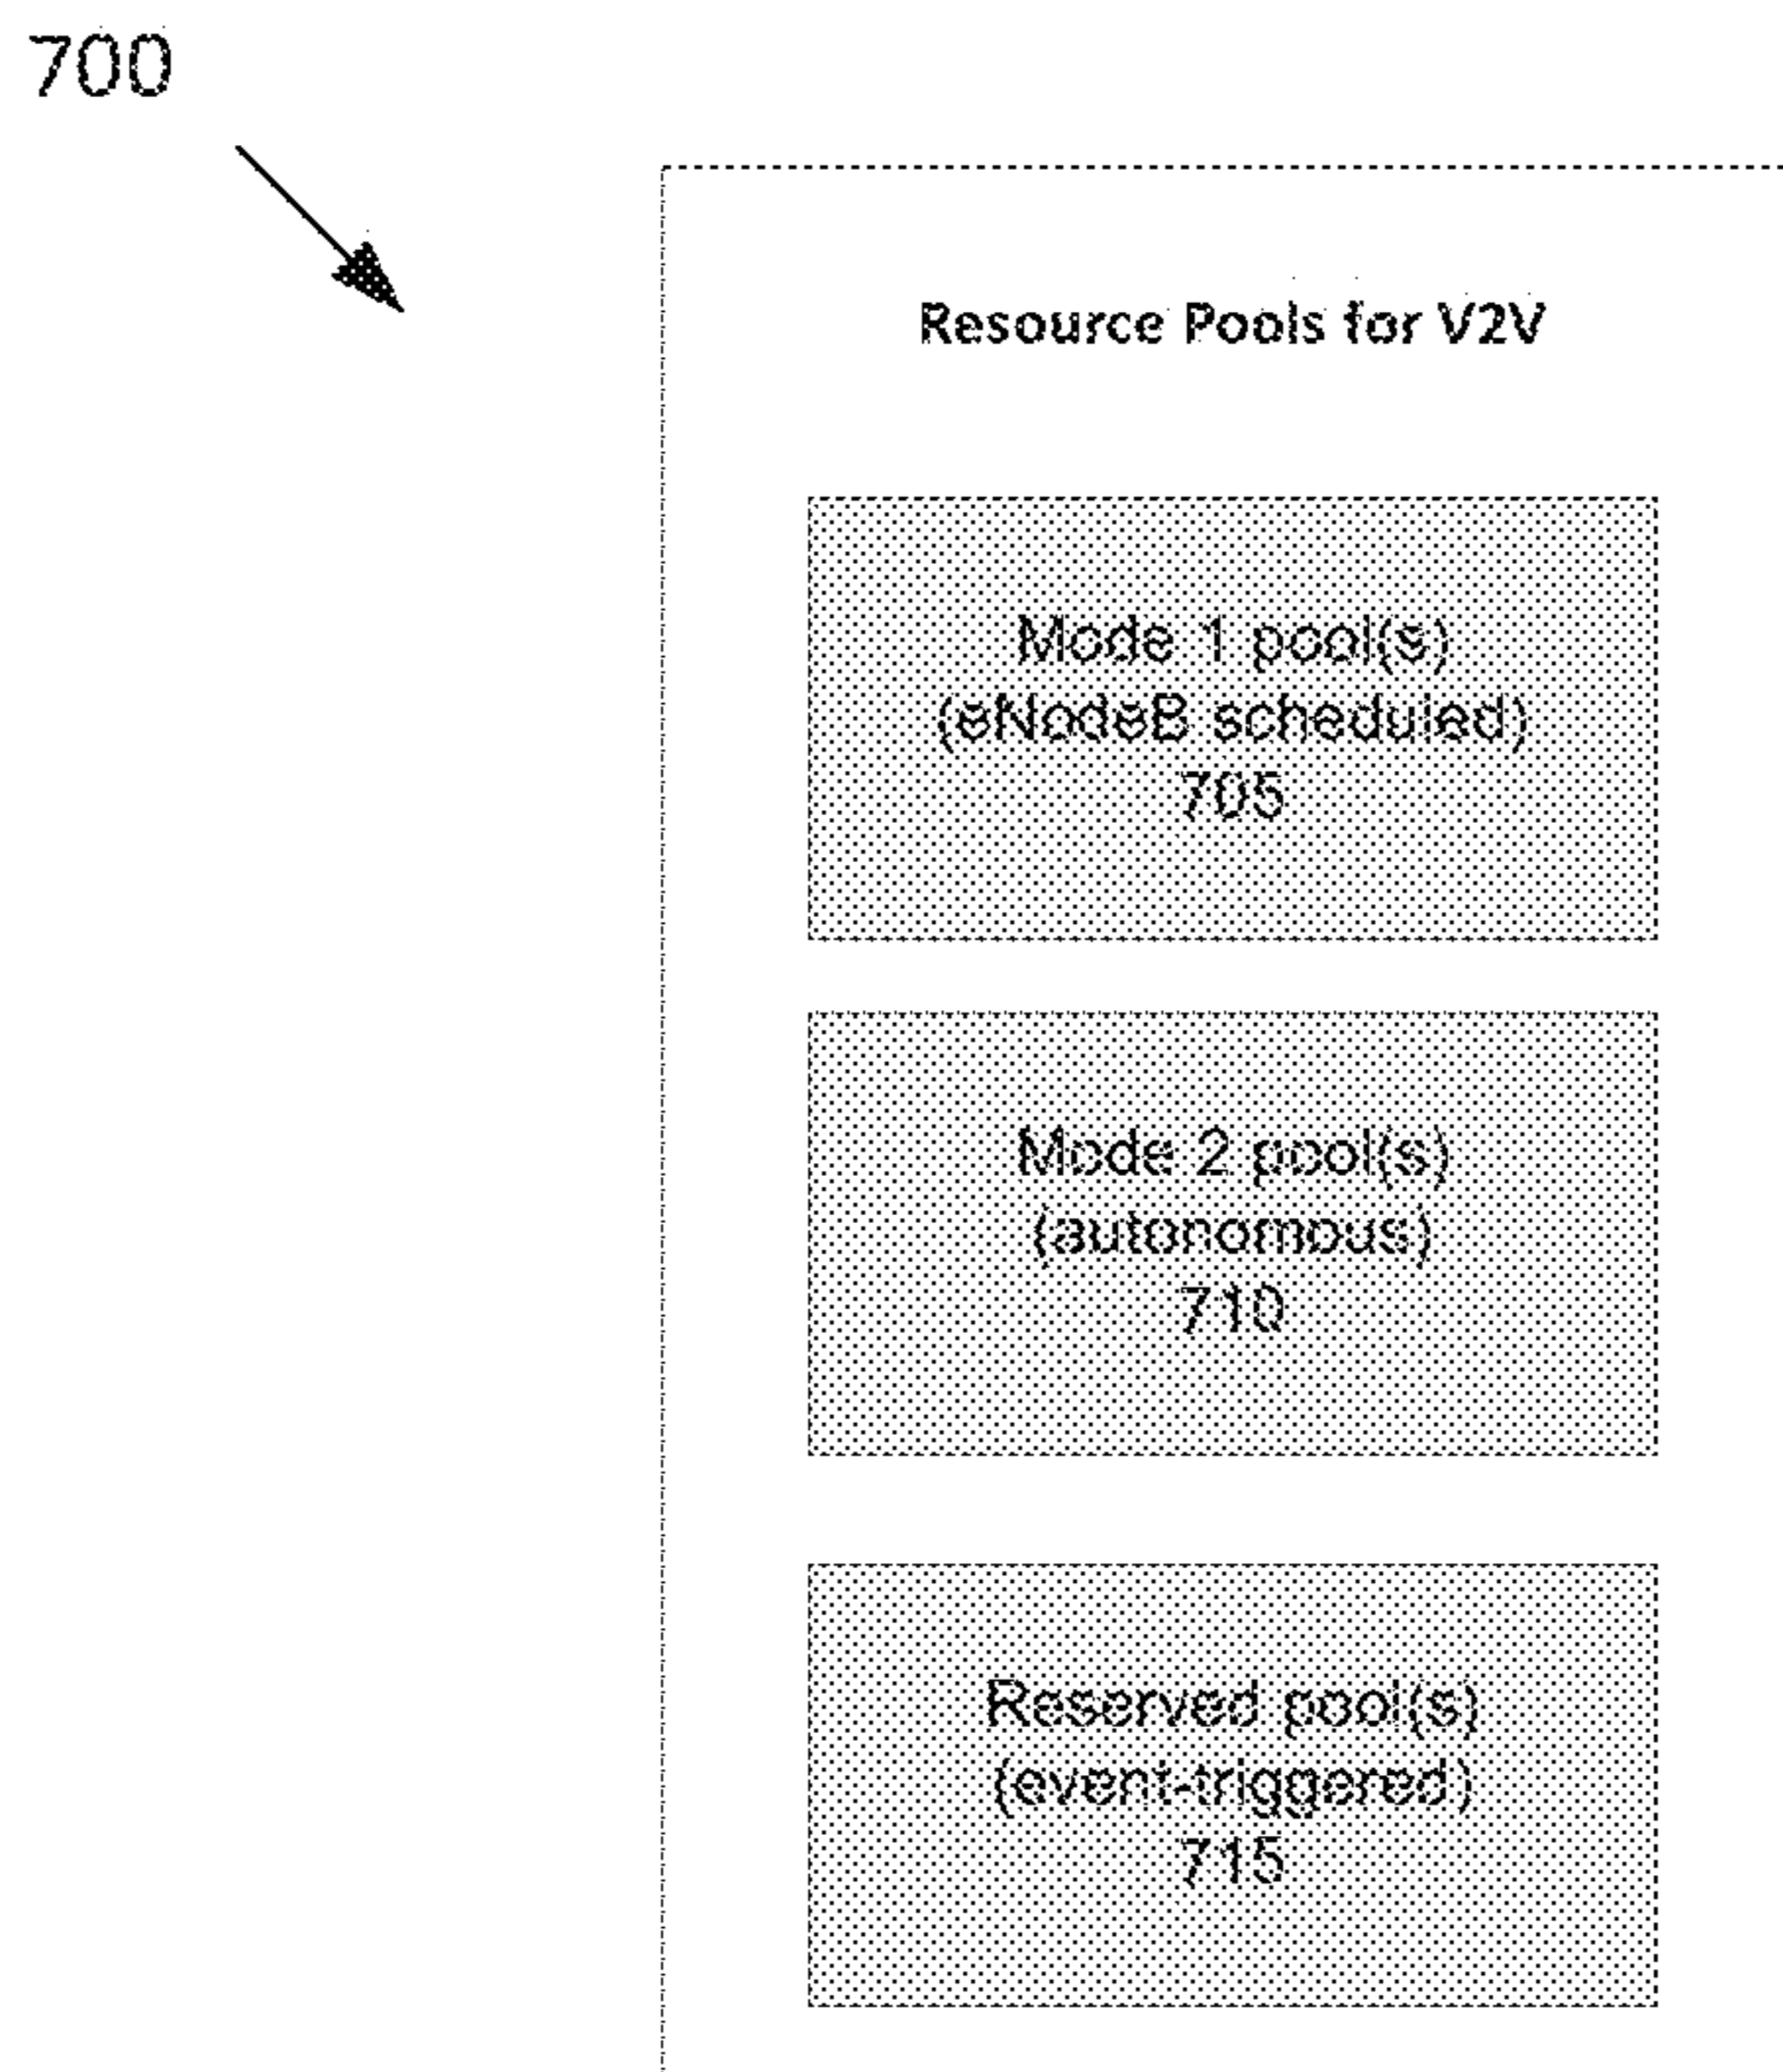 700
Resource Pools for V2V
Mode 1 pool(s)
(eNodeB scheduled)
705
Mode 2 pool(s)
(autonomous)
710
Reserved pool(s)
(event-triggered)
715